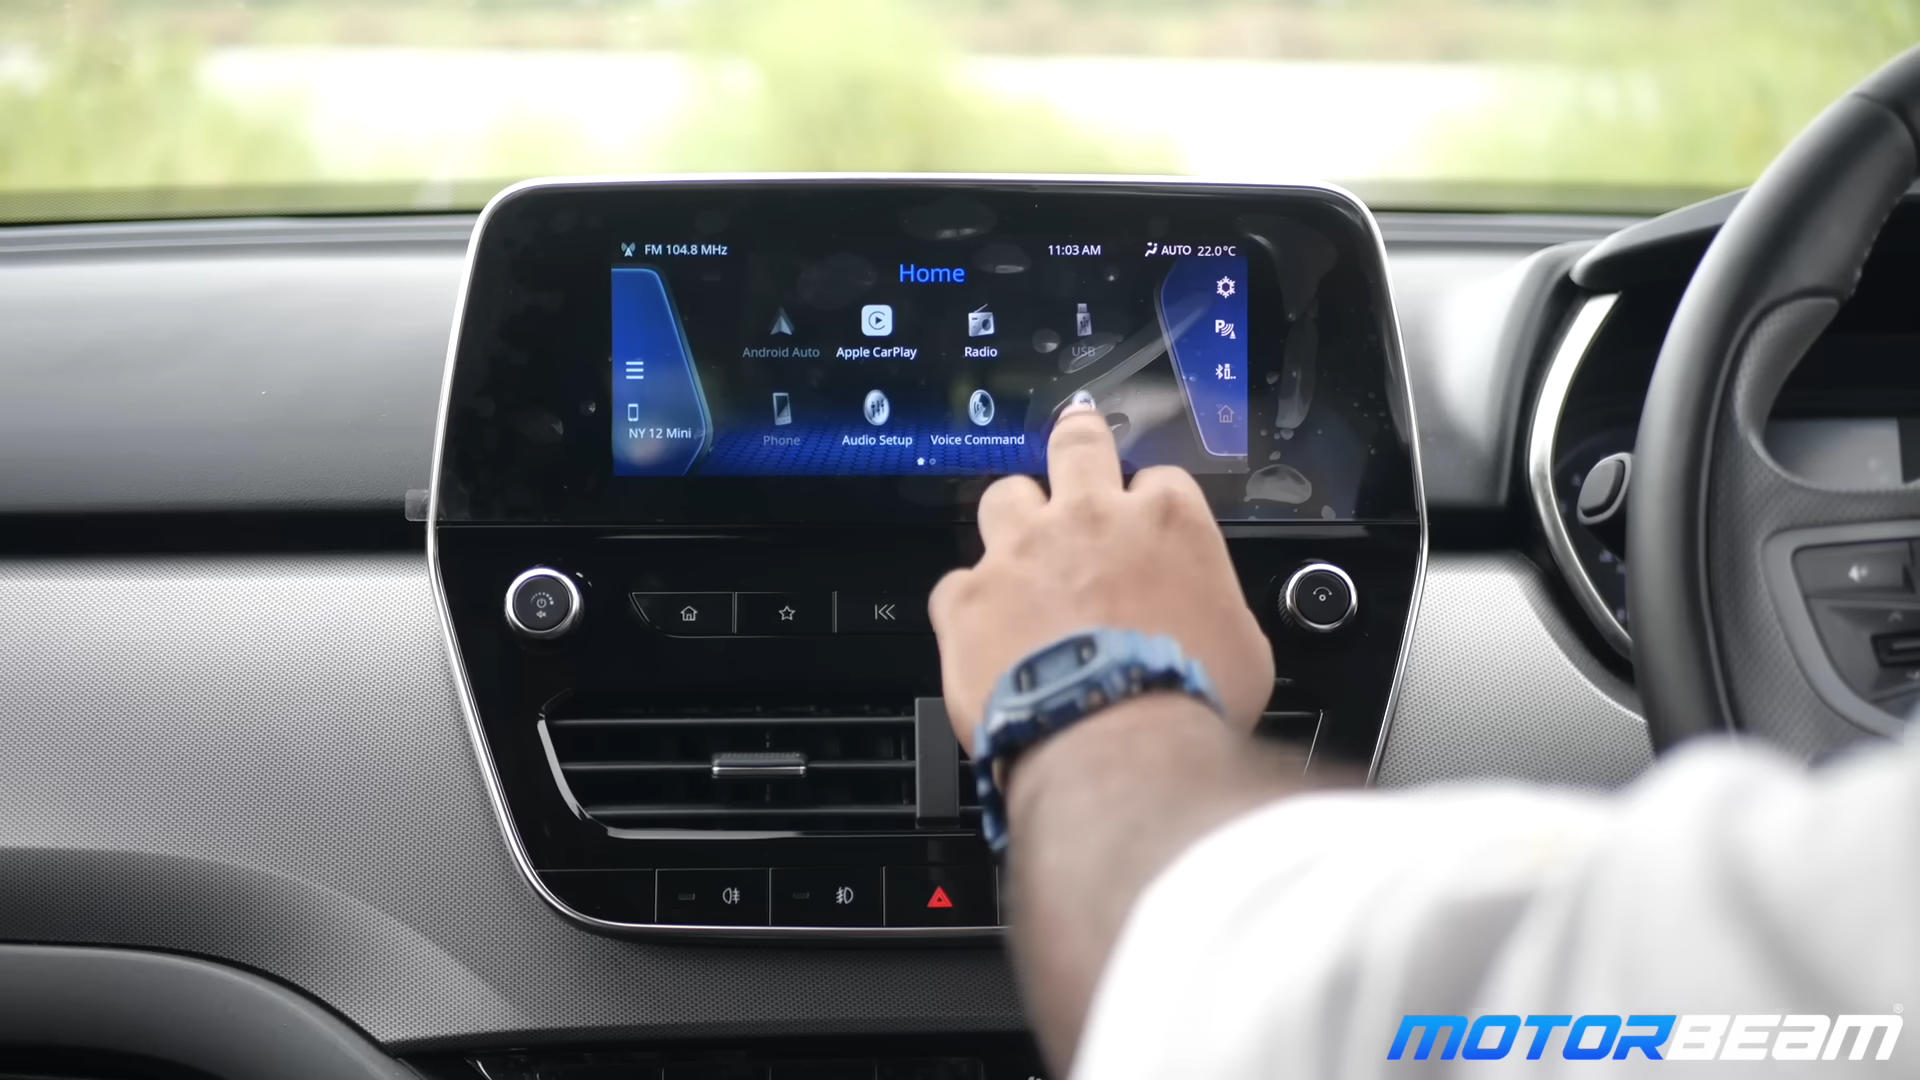 FM 104.8 MHz
11:03 AM
AUTO 22.0°C
Home
Android Auto
Apple CarPlay
Radio
USB
NY 12 Mini
Phone
Audio Setup
Voice Command
MOTORBEAM®